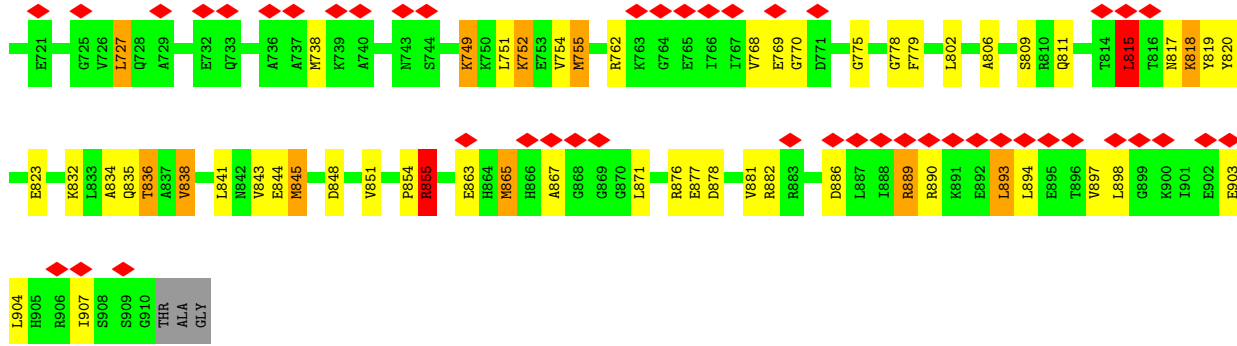 E721 G725 V726 L727 Q728 A729 E732 Q733 A736 A737 M738 K739 A740 N743 S744 K749 K750 L751 K752 E753 V754 M755 R762 K763 G764 E765 I766 I767 V768 E769 G770 D771 G775 G778 F779 L802 A806 S809 R810 Q811 T814 L815 T816 N817 K818 Y819 Y820
E823 K832 L833 A834 Q835 T836 A837 V838 L841 N842 V843 E844 M845 D848 V851 P854 R855 E863 H864 M865 H866 A867 G868 G869 G870 L871 R876 E877 D878 V881 R882 R883 D886 L887 I888 R889 R890 K891 E892 L893 L894 E895 T896 V897 L898 G899 K900 I901 E902 E903
L904 H905 R906 I907 S908 S909 G910 THR ALA GLY